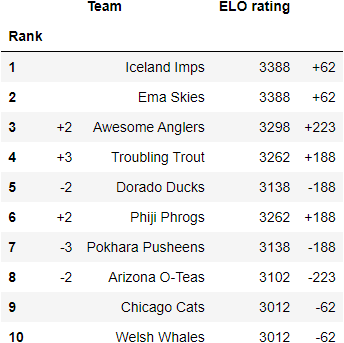 Team ELO rating
Rank
1 Iceland Imps 3388 +62
2 Ema Skies 3388 +62
3 +2 Awesome Anglers 3298 +223
4 +3 Troubling Trout 3262 +188
5 -2 Dorado Ducks 3138 -188
6 +2 Phiji Phrogs 3262 +188
7 -3 Pokhara Pusheens 3138 -188
8 -2 Arizona O-Teas 3102 -223
9 Chicago Cats 3012 -62
10 Welsh Whales 3012 -62